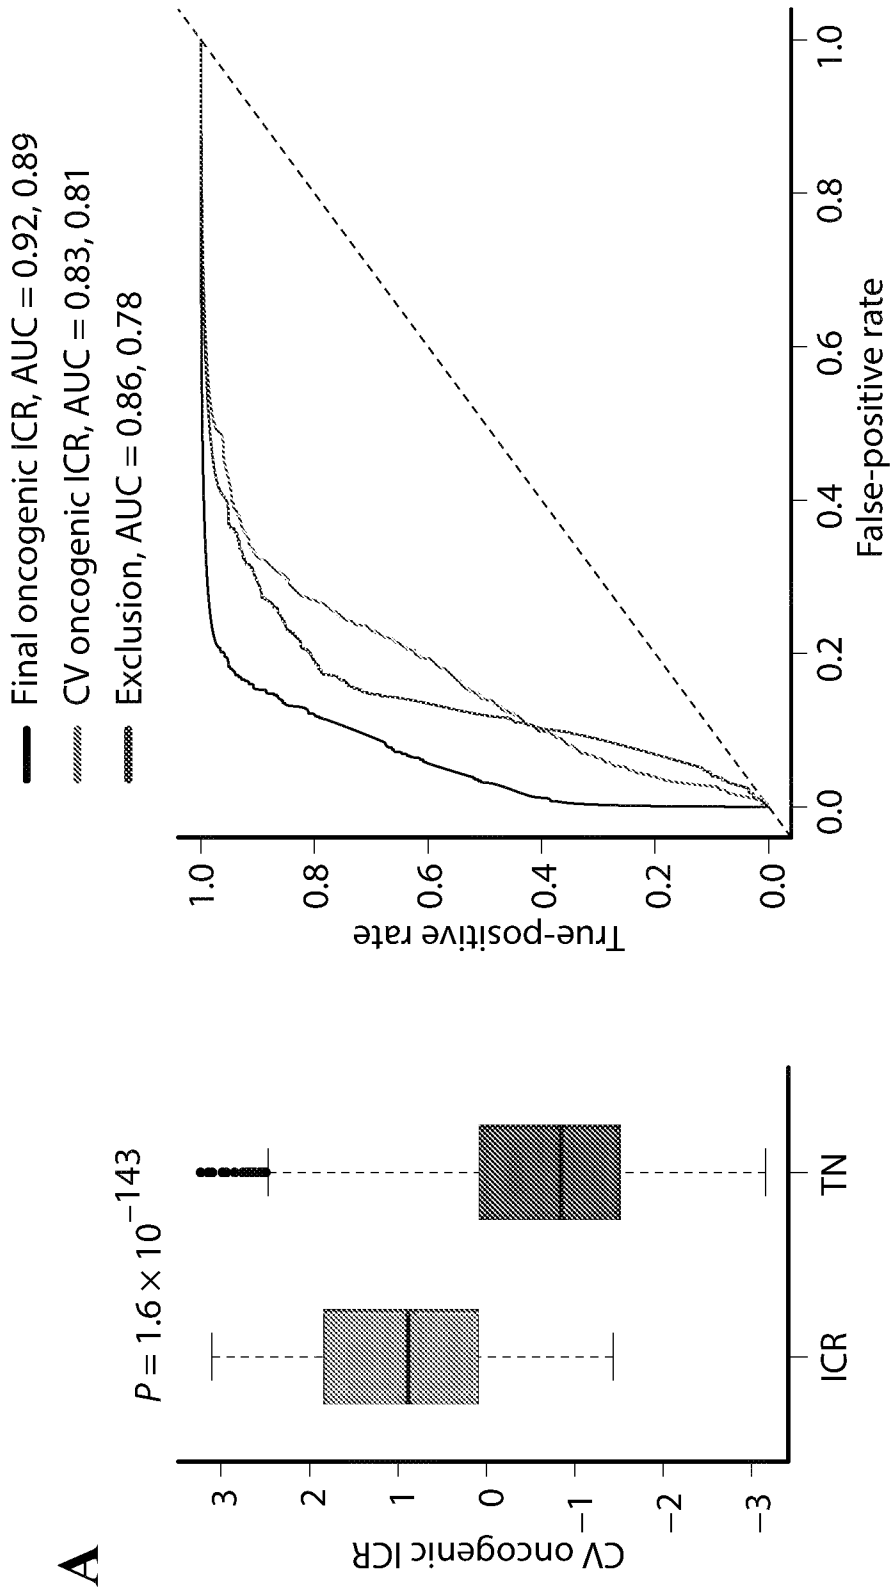 A
P = 1.6 × 10⁻¹⁴³
CV oncogenic ICR
3
2
1
0
−1
−2
−3
ICR
TN
Final oncogenic ICR, AUC = 0.92, 0.89
CV oncogenic ICR, AUC = 0.83, 0.81
Exclusion, AUC = 0.86, 0.78
True-positive rate
1.0
0.8
0.6
0.4
0.2
0.0
0.0
0.2
0.4
0.6
0.8
1.0
False-positive rate